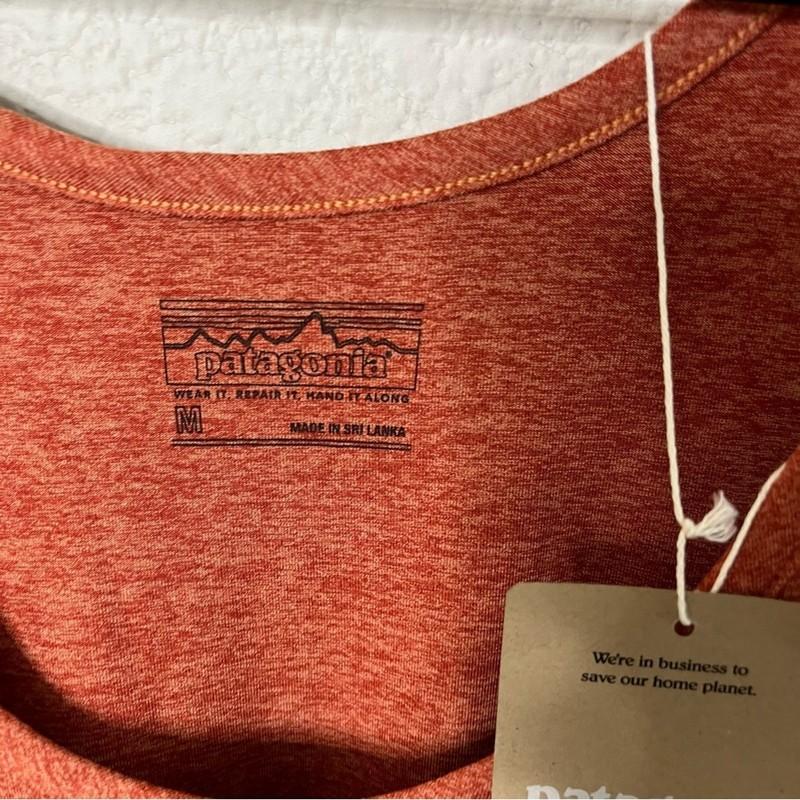 patagonia®
WEAR IT. REPAIR IT. HAND IT ALONG
M
MADE IN SRI LANKA
We're in business to
save our home planet.